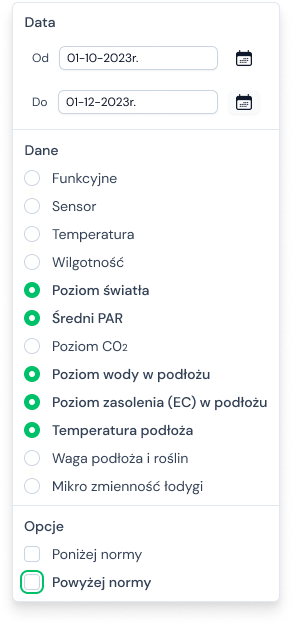 Data
Od 01-10-2023r.
Do 01-12-2023r.
Dane
Funkcyjne
Sensor
Temperatura
Wilgotność
Poziom światła
Średni PAR
Poziom CO2
Poziom wody w podłożu
Poziom zasolenia (EC) w podłożu
Temperatura podłoża
Waga podłoża i roślin
Mikro zmienność łodygi
Opcje
Poniżej normy
Powyżej normy